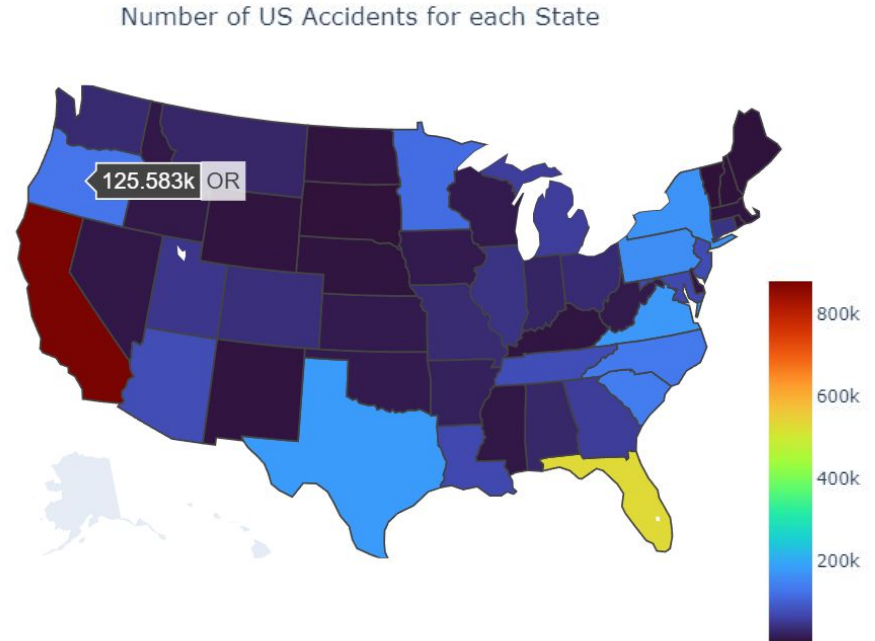 Number of US Accidents for each State
125.583k OR
800k
600k
400k
200k